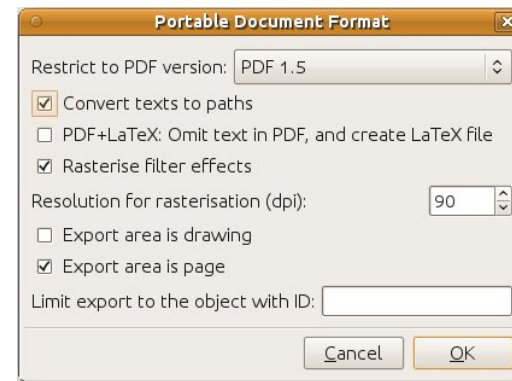 Portable Document Format
Restrict to PDF version: PDF 1.5
Convert texts to paths
PDF+LaTeX: Omit text in PDF, and create LaTeX file
Rasterise filter effects
Resolution for rasterisation (dpi): 90
Export area is drawing
Export area is page
Limit export to the object with ID:
Cancel OK